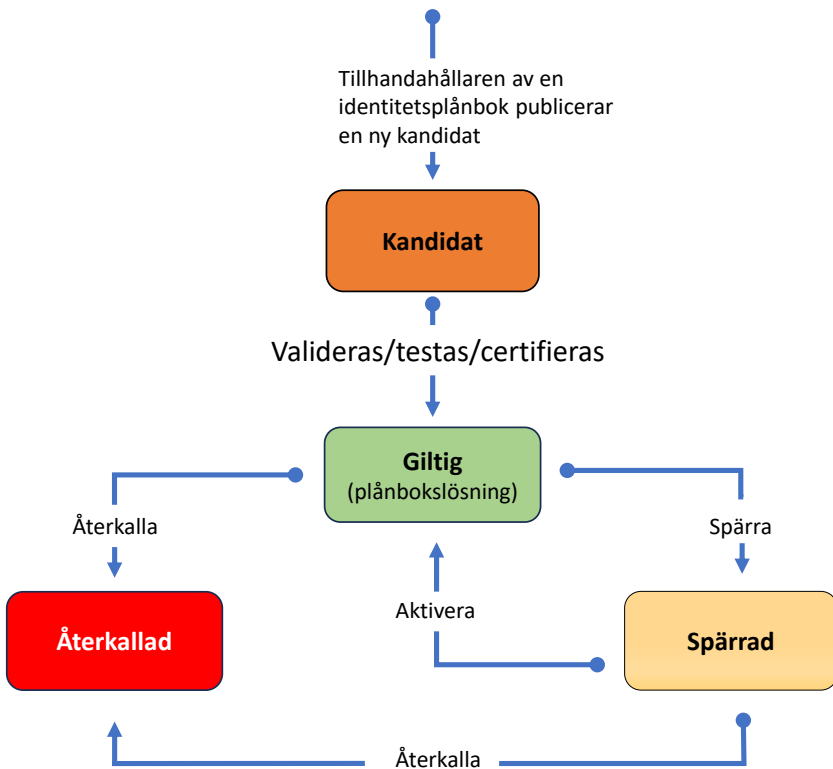 Tillhandahållaren av en
identitetsplånbok publicerar
en ny kandidat
Kandidat
Valideras/testas/certifieras
Giltig
(plånbokslösning)
Återkalla
Spärra
Aktivera
Återkallad
Spärrad
Återkalla